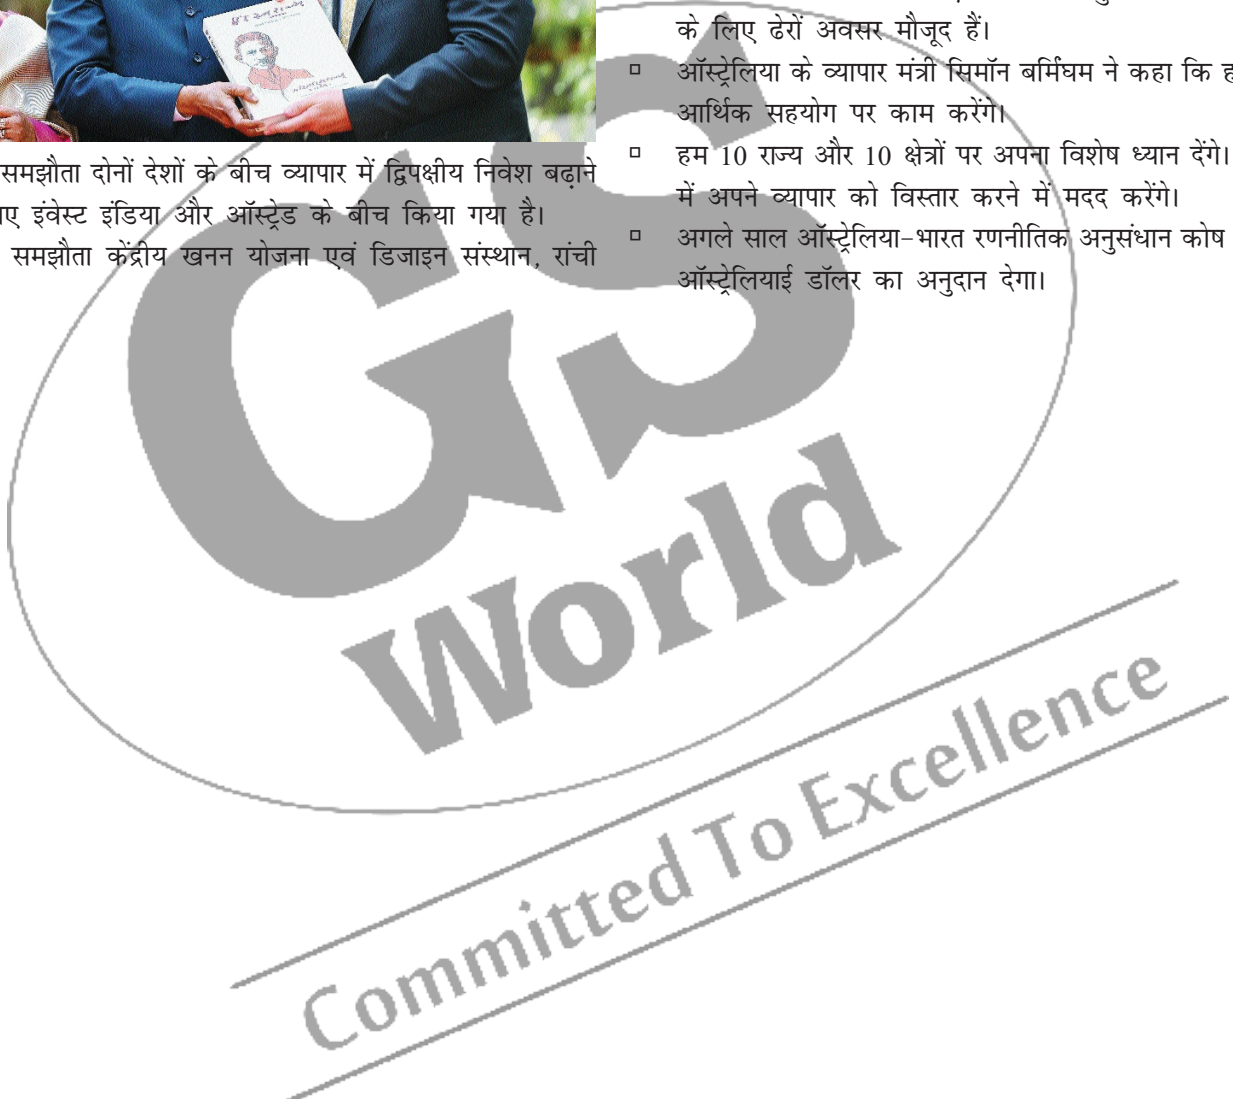 समझौता दोनों देशों के बीच व्यापार में द्विपक्षीय निवेश बढ़ाने
इंवेस्ट इंडिया और ऑस्ट्रेड के बीच किया गया है।
समझौता केंद्रीय खनन योजना एवं डिजाइन संस्थान, रांची
के लिए ढेरों अवसर मौजूद हैं।
ऑस्ट्रेलिया के व्यापार मंत्री सिमॉन बर्मिंघम ने कहा कि
आर्थिक सहयोग पर काम करेंगे।
हम 10 राज्य और 10 क्षेत्रों पर अपना विशेष ध्यान देंगे।
में अपने व्यापार को विस्तार करने में मदद करेंगे।
अगले साल ऑस्ट्रेलिया-भारत रणनीतिक अनुसंधान कोष
ऑस्ट्रेलियाई डॉलर का अनुदान देगा।
GS
World
Committed To Excellence